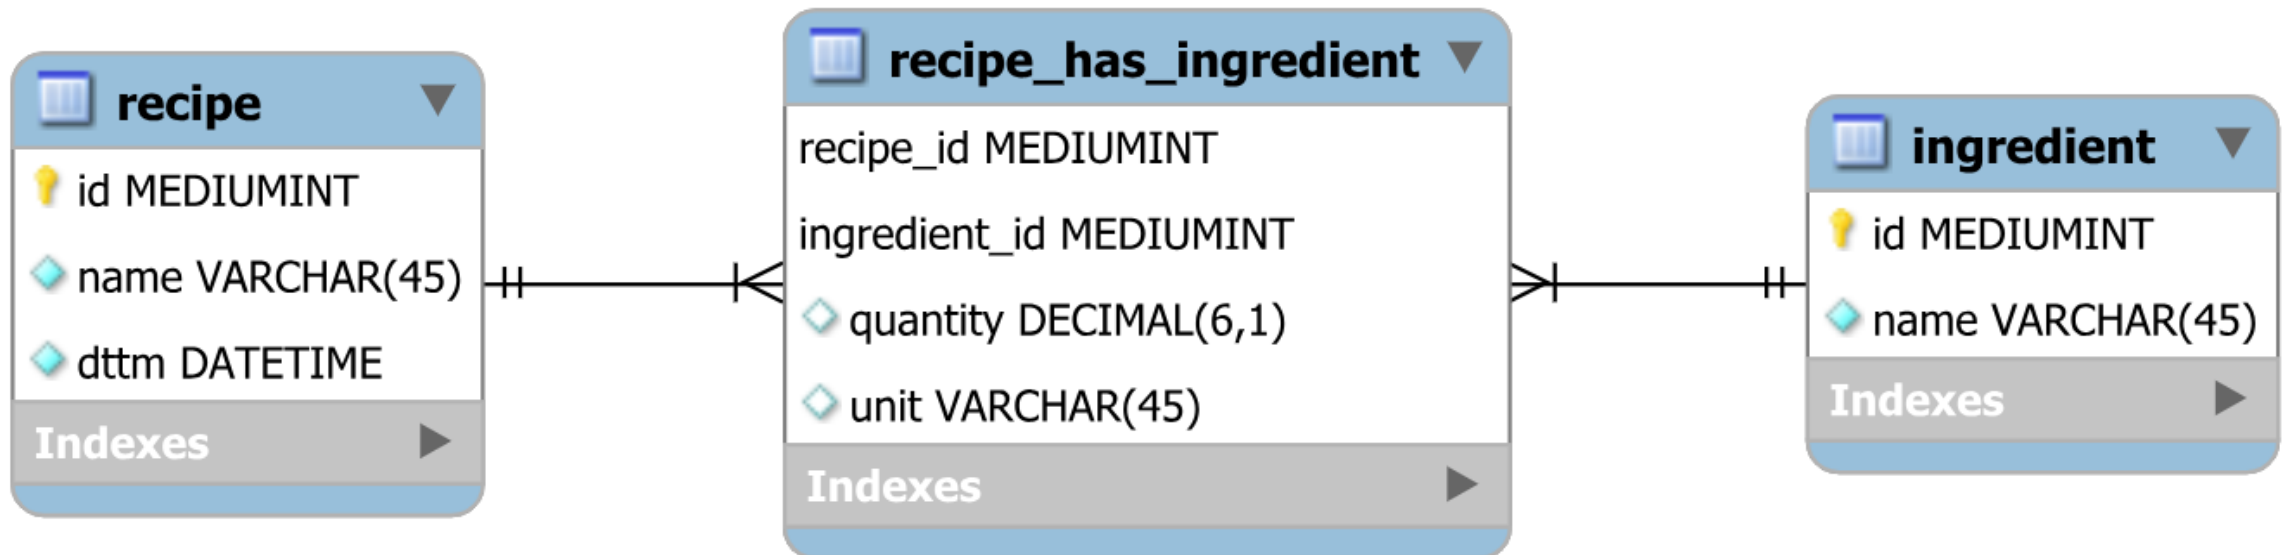 recipe
id MEDIUMINT
name VARCHAR(45)
dttm DATETIME
Indexes
recipe_has_ingredient
recipe_id MEDIUMINT
ingredient_id MEDIUMINT
quantity DECIMAL(6,1)
unit VARCHAR(45)
Indexes
ingredient
id MEDIUMINT
name VARCHAR(45)
Indexes